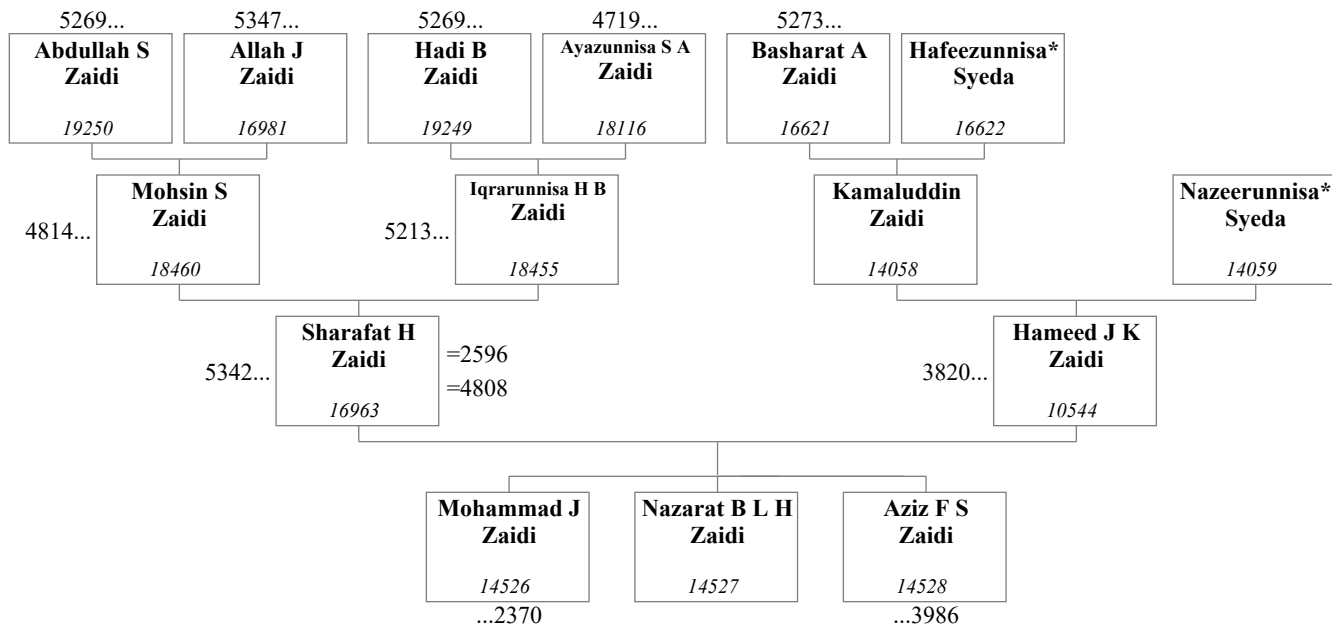 5269... 5347... 5269... 4719... 5273...
Abdullah S Allah J Hadi B Ayazunnisa S A Basharat A Hafeezunnisa*
Zaidi Zaidi Zaidi Zaidi Zaidi Syeda
19250 16981 19249 18116 16621 16622
Mohsin S Iqrarunnisa H B Kamaluddin Nazeerunnisa*
Zaidi Zaidi Zaidi Syeda
4814... 5213...
18460 18455 14058 14059
Sharafat H Hameed J K
Zaidi =2596 Zaidi
5342... 3820...
=4808
16963 10544
Mohammad J Nazarat B L H Aziz F S
Zaidi Zaidi Zaidi
14526 14527 14528
...2370 ...3986